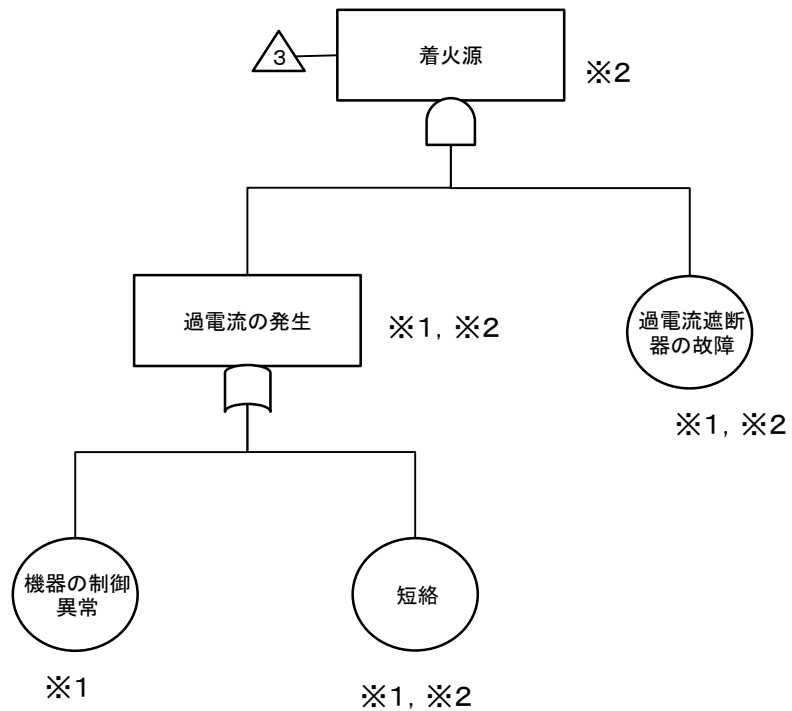 3
着火源
※2
過電流の発生
※1, ※2
過電流遮断
器の故障
※1, ※2
機器の制御
異常
※1
短絡
※1, ※2